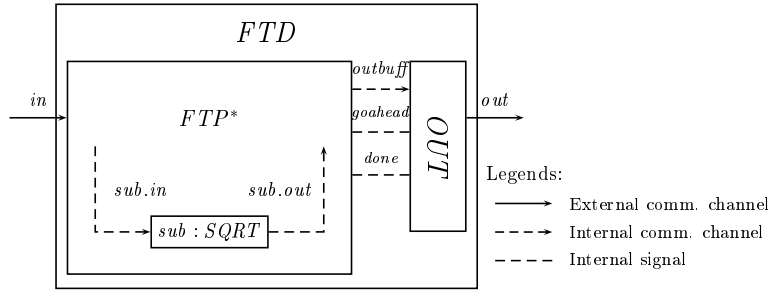 FTD
in
FTP*
outbuff
goahead
done
out
OUT
sub.in
sub.out
sub : SQRT
Legends:
External comm. channel
Internal comm. channel
Internal signal